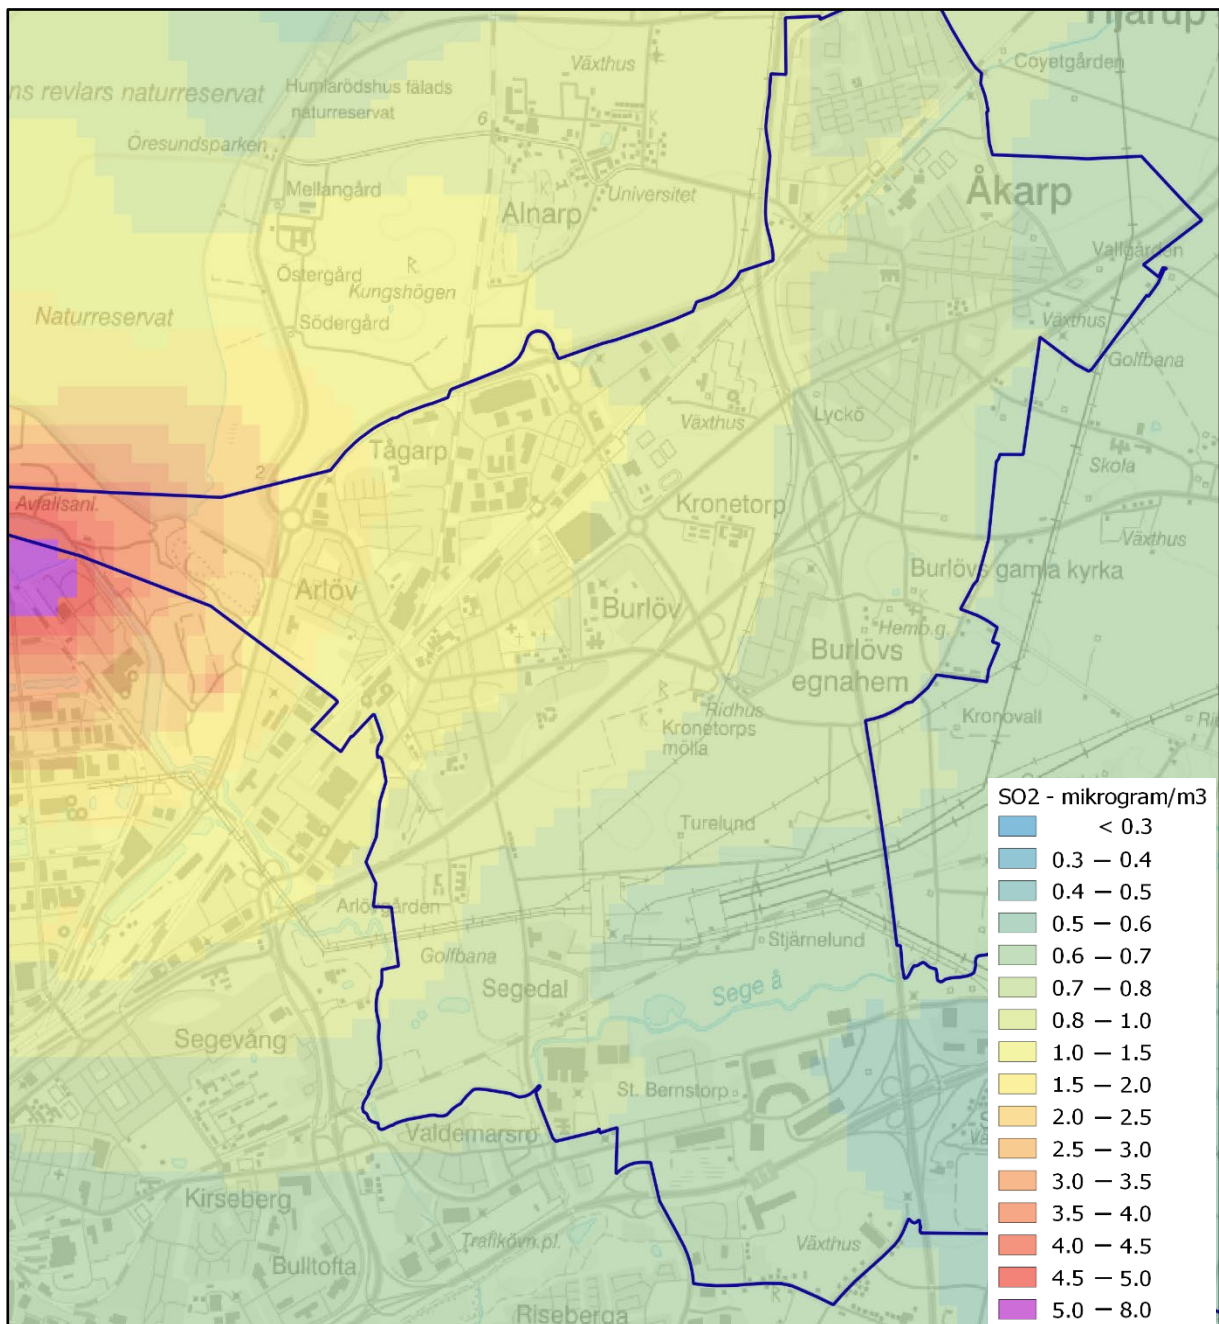 Hjärup
Växthus
Coyetgården
ns reviars naturreservat
Humlarödshus fälads
naturreservat
6
K
Öresundsparken
Mellangård
K
Universitet
Åkarp
Alnarp
Vallgården
Östergård
R
Kungshögen
Naturreservat
Södergård
Växthus
Golfbana
Växthus
Lyckö
Tågarp
2
Skola
Avfallsanl.
Kronetorp
Växthus
Burlövs gamla kyrka
Arlöv
Burlöv
K
Hemb.g.
Burlövs
egnahem
R
Ridhus
K
Kronetorps
mölla
Kronovall
Turelund
Arlövgården
Stjärnelund
Golfbana
Segedal
Sege å
Segevång
St. Bernstorp
Valdemarsro
Kirseberg
Trafikövn.pl.
Växthus
Bulltofta
R
Riseberga
SO2 - mikrogram/m3
< 0.3
0.3 — 0.4
0.4 — 0.5
0.5 — 0.6
0.6 — 0.7
0.7 — 0.8
0.8 — 1.0
1.0 — 1.5
1.5 — 2.0
2.0 — 2.5
2.5 — 3.0
3.0 — 3.5
3.5 — 4.0
4.0 — 4.5
4.5 — 5.0
5.0 — 8.0